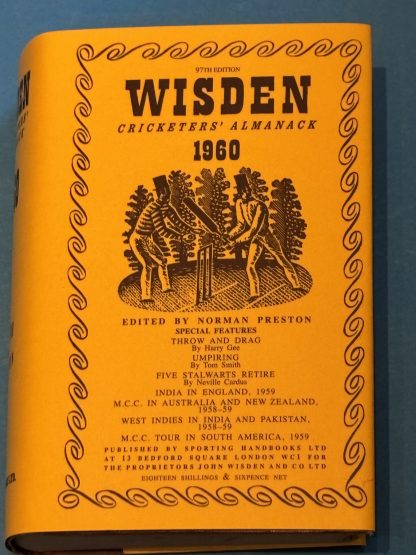 97TH EDITION
WISDEN
CRICKETERS' ALMANACK
1960
EDITED BY NORMAN PRESTON
SPECIAL FEATURES
THROW AND DRAG
By Harry Gee
UMPIRING
By Tom Smith
FIVE STALWARTS RETIRE
By Neville Cardus
INDIA IN ENGLAND, 1959
M.C.C. IN AUSTRALIA AND NEW ZEALAND,
1958–59
WEST INDIES IN INDIA AND PAKISTAN,
1958–59
M.C.C. TOUR IN SOUTH AMERICA, 1959
PUBLISHED BY SPORTING HANDBOOKS LTD
AT 13 BEDFORD SQUARE LONDON WC1 FOR
THE PROPRIETORS JOHN WISDEN AND CO LTD
EIGHTEEN SHILLINGS & SIXPENCE NET